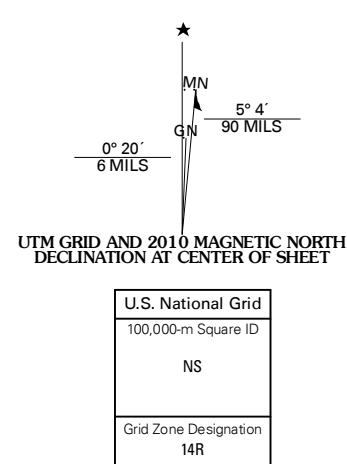 ★
MN
GN
5° 4´
90 MILS
0° 20´
6 MILS
UTM GRID AND 2010 MAGNETIC NORTH
DECLINATION AT CENTER OF SHEET
U.S. National Grid
100,000-m Square ID
NS
Grid Zone Designation
14R